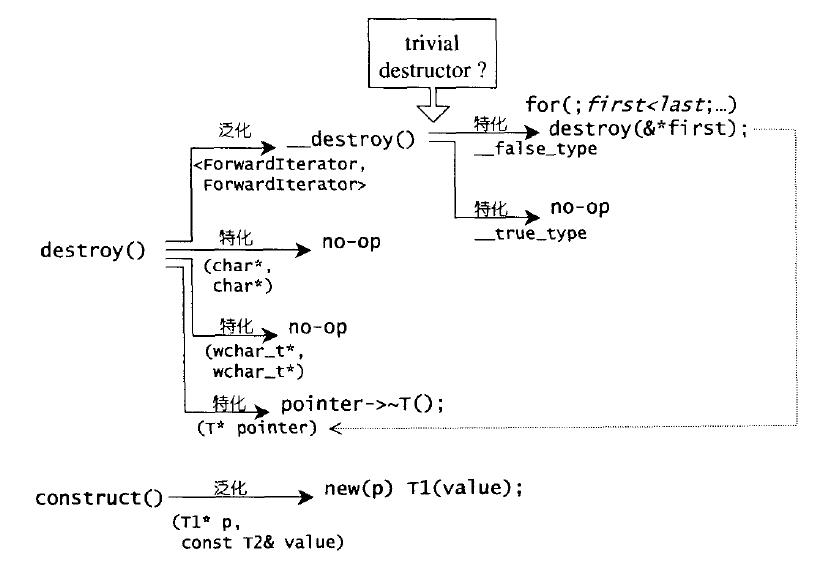 trivial
destructor ?
for(;first<last;…)
泛化
__destroy()
特化
destroy(&*first);
<ForwardIterator,
ForwardIterator>
__false_type
特化
no-op
__true_type
destroy()
特化
no-op
(char*,
char*)
特化
no-op
(wchar_t*,
wchar_t*)
特化
pointer->~T();
(T* pointer)
construct()
泛化
new(p) T1(value);
(T1* p,
const T2& value)